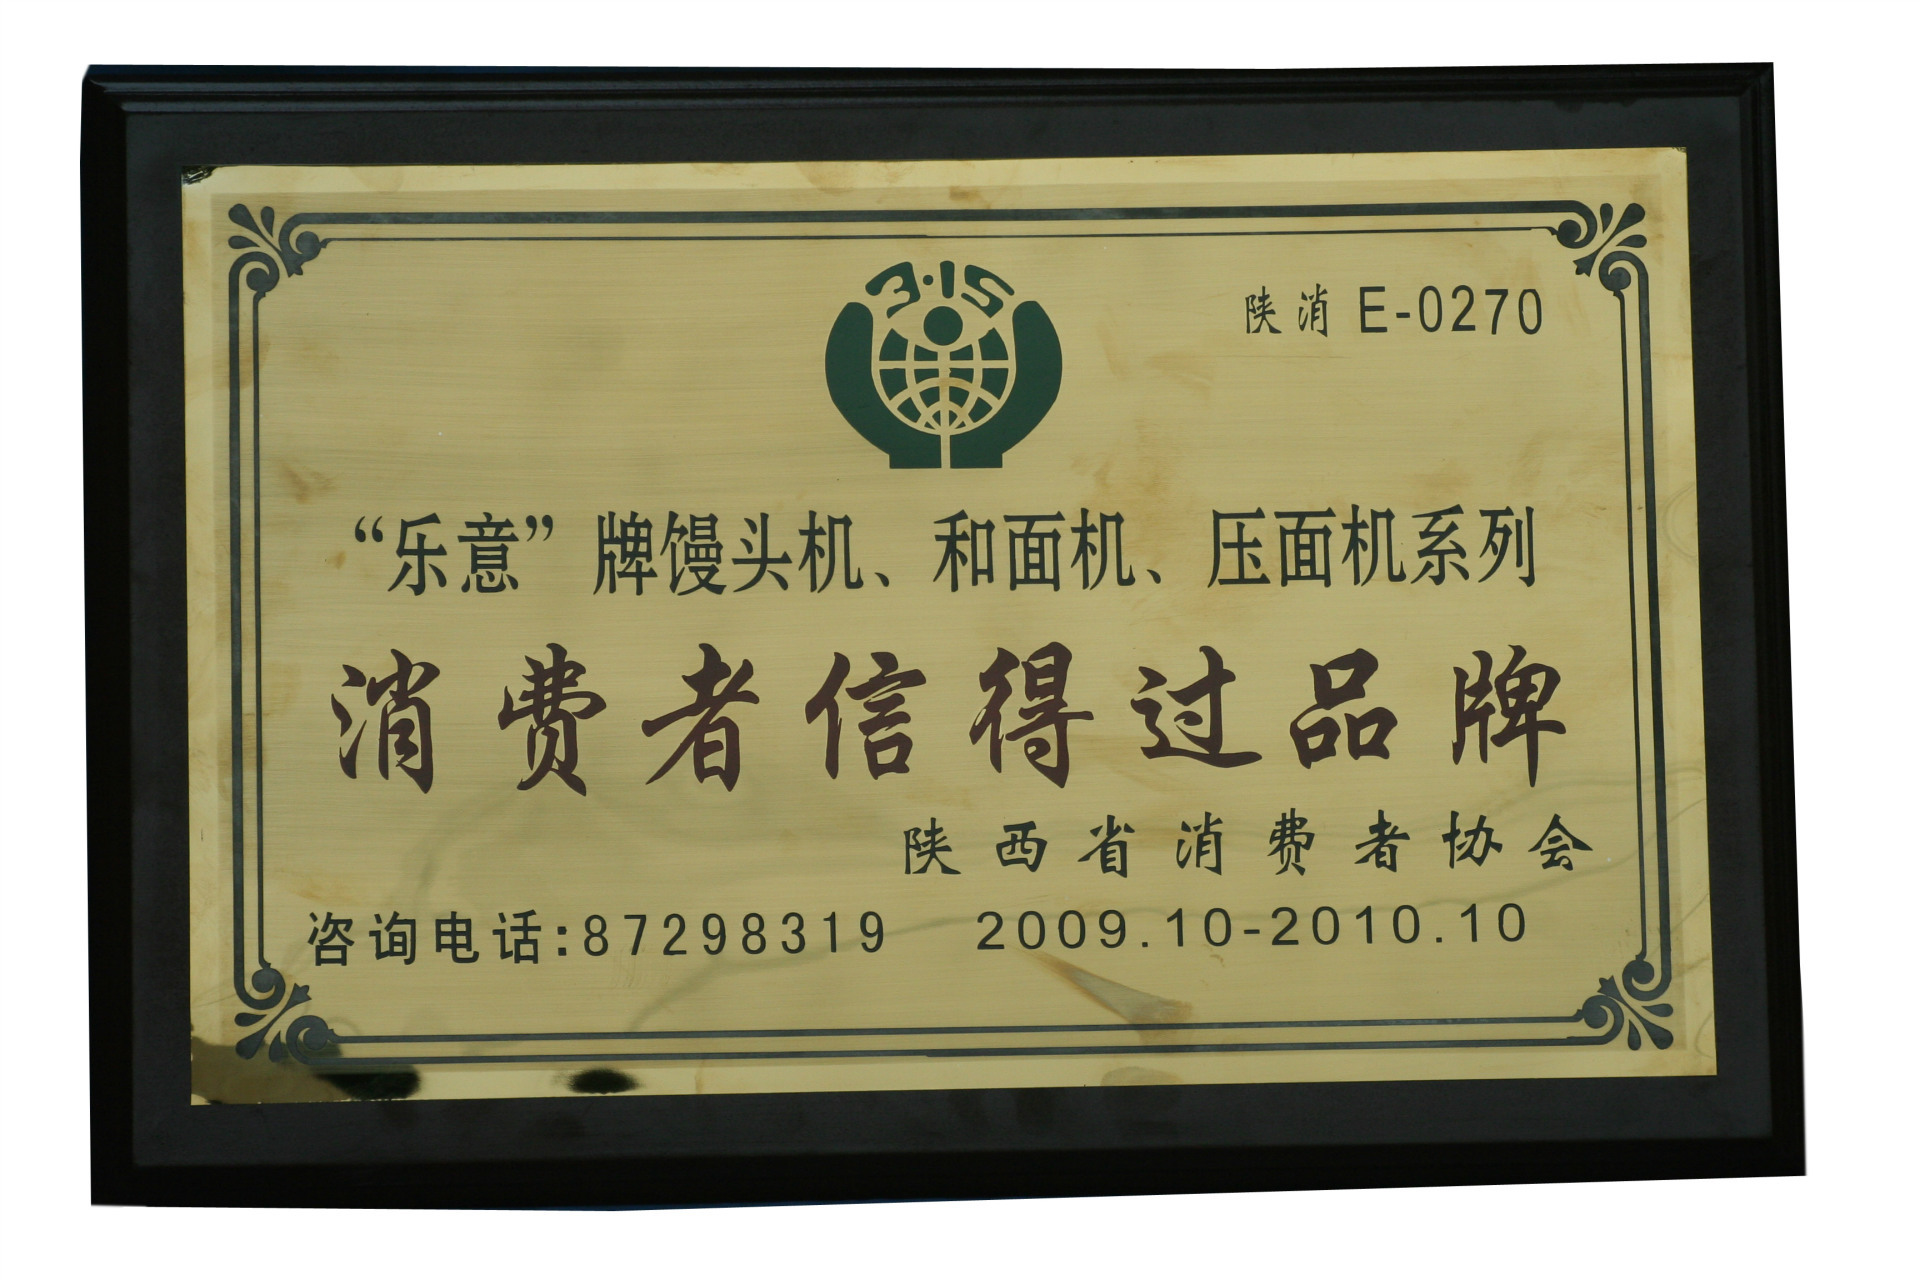 3·15
陕消 E-0270
“乐意”牌馒头机、和面机、压面机系列
消费者信得过品牌
陕西省消费者协会
咨询电话:87298319 2009.10-2010.10